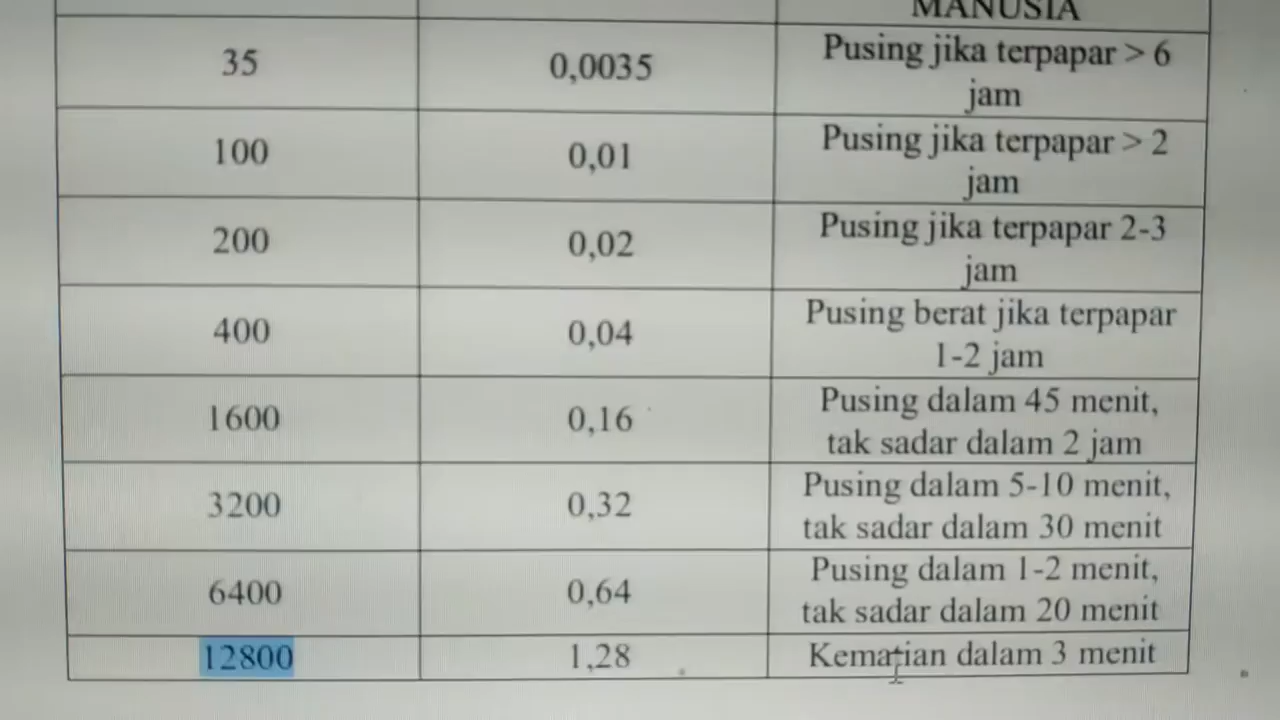 MANUSIA
35 0,0035 Pusing jika terpapar > 6
jam
100 0,01 Pusing jika terpapar > 2
jam
200 0,02 Pusing jika terpapar 2-3
jam
400 0,04 Pusing berat jika terpapar
1-2 jam
1600 0,16 Pusing dalam 45 menit,
tak sadar dalam 2 jam
3200 0,32 Pusing dalam 5-10 menit,
tak sadar dalam 30 menit
6400 0,64 Pusing dalam 1-2 menit,
tak sadar dalam 20 menit
12800 1,28 Kematian dalam 3 menit